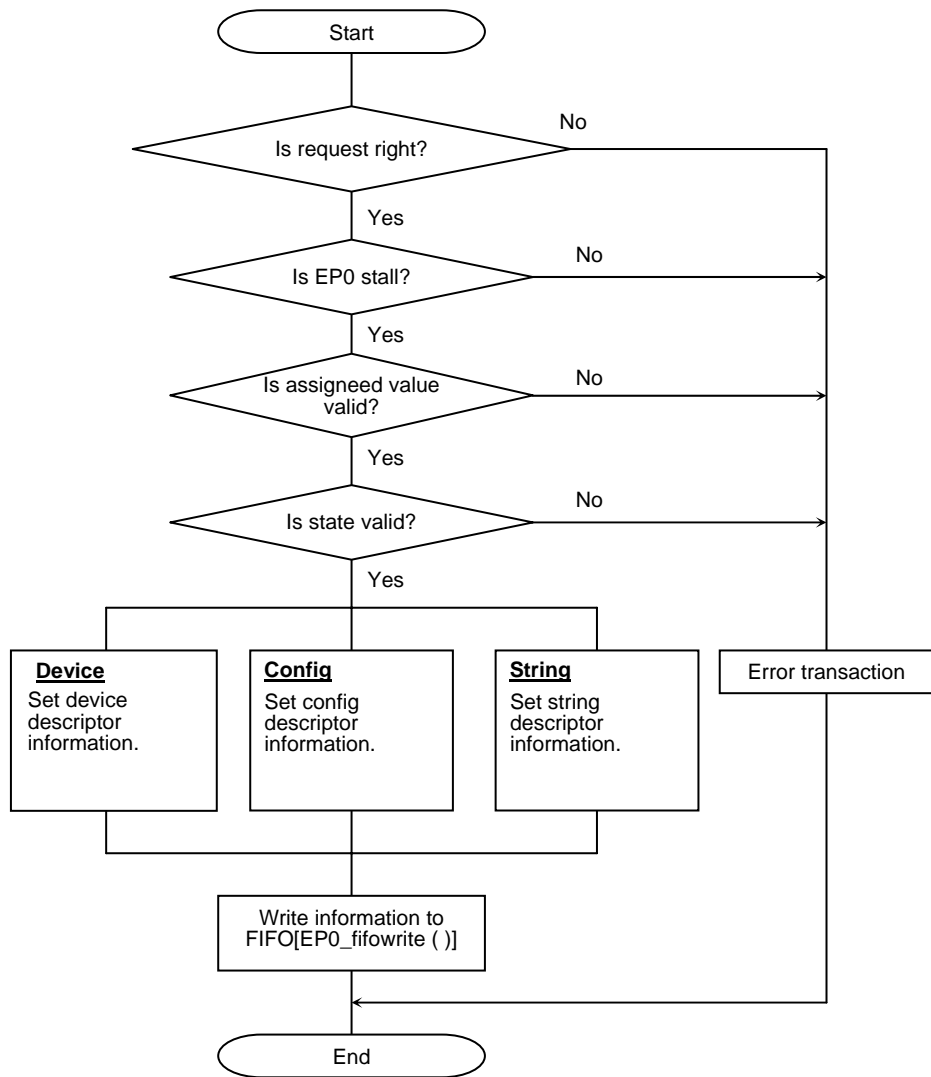 Start
No
Is request right?
Yes
No
Is EP0 stall?
Yes
No
Is assigneed value
valid?
Yes
No
Is state valid?
Yes
Device
Set device
descriptor
information.
Config
Set config
descriptor
information.
String
Set string
descriptor
information.
Error transaction
Write information to
FIFO[EP0_fifowrite ( )]
End